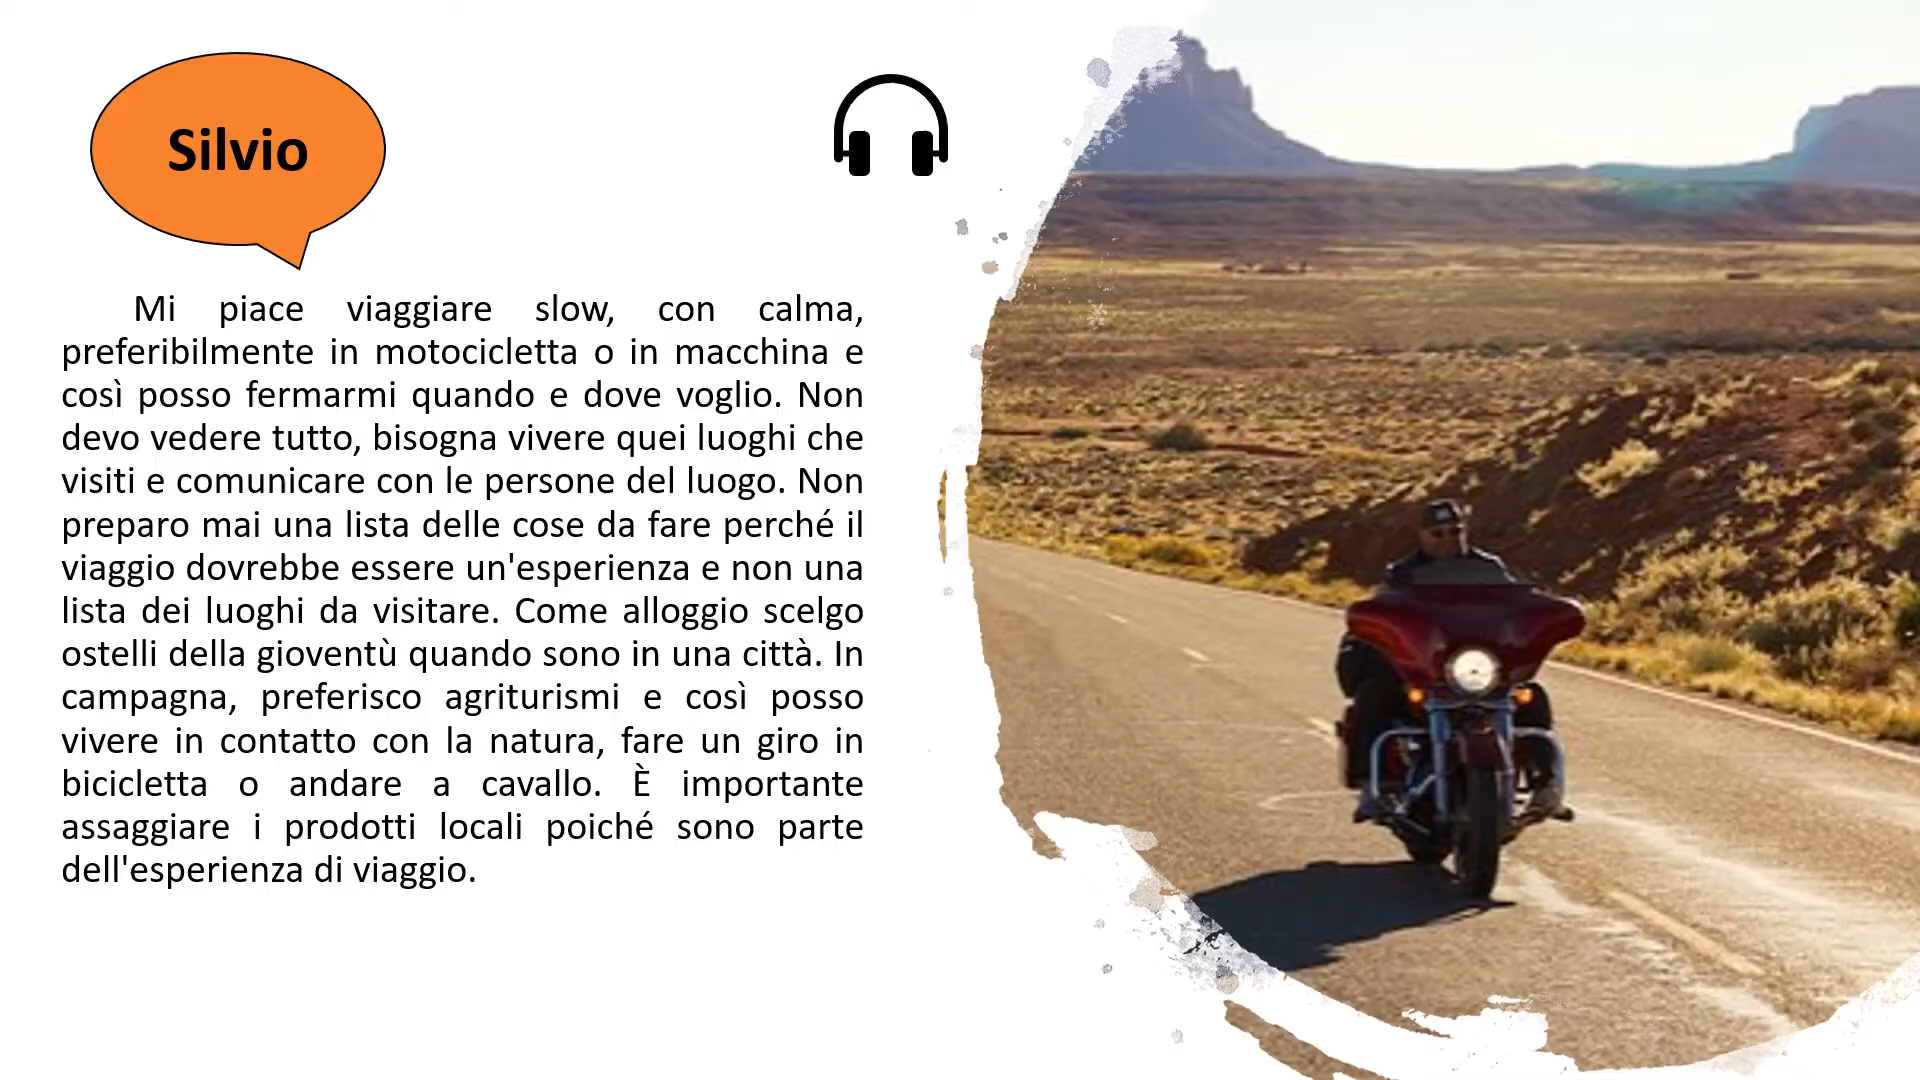 Silvio
Mi piace viaggiare slow, con calma,
preferibilmente in motocicletta o in macchina e
così posso fermarmi quando e dove voglio. Non
devo vedere tutto, bisogna vivere quei luoghi che
visiti e comunicare con le persone del luogo. Non
preparo mai una lista delle cose da fare perché il
viaggio dovrebbe essere un'esperienza e non una
lista dei luoghi da visitare. Come alloggio scelgo
ostelli della gioventù quando sono in una città. In
campagna, preferisco agriturismi e così posso
vivere in contatto con la natura, fare un giro in
bicicletta o andare a cavallo. È importante
assaggiare i prodotti locali poiché sono parte
dell'esperienza di viaggio.